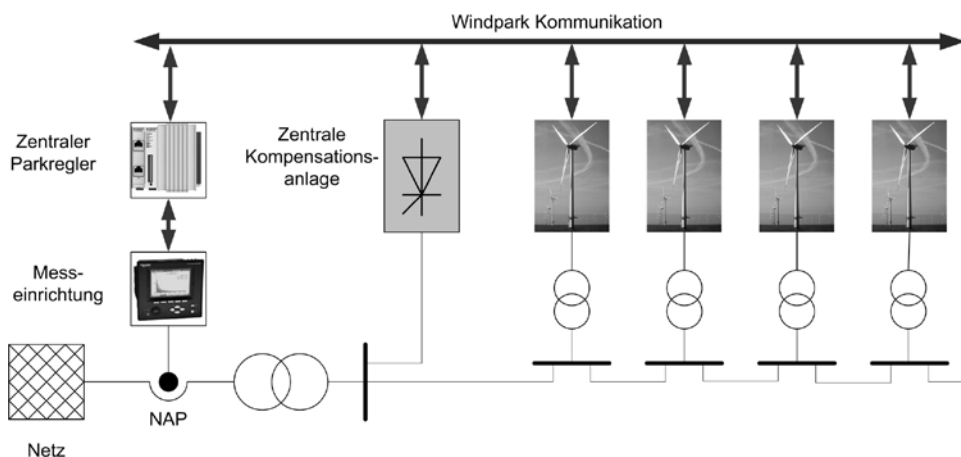 Windpark Kommunikation
Zentraler
Parkregler
Zentrale
Kompensations-
anlage
Mess-
einrichtung
NAP
Netz